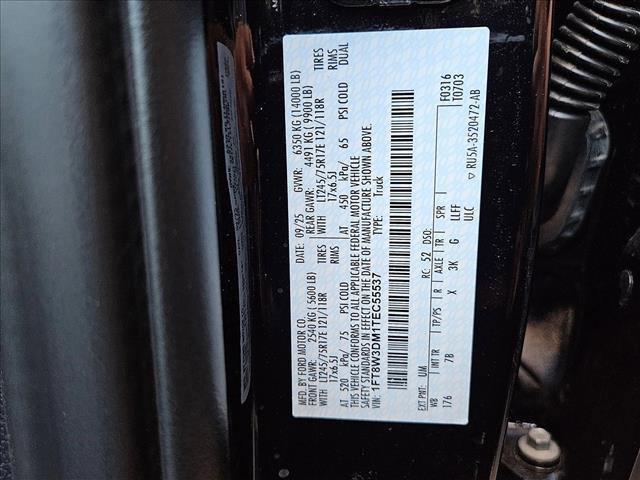 MFD. BY FORD MOTOR CO.
DATE: 09/25
GVWR: 6350 KG (14000 LB)
FRONT GAWR: 2540 KG (5600 LB)
REAR GAWR: 4491 KG (9900 LB)
WITH LT245/75R17E 121/118R TIRES
WITH LT245/75R17E 121/118R TIRES
17x6.5J RIMS
17x6.5J RIMS
AT 520 kPa/ 75 PSI COLD
AT 450 kPa/ 65 PSI COLD DUAL
THIS VEHICLE CONFORMS TO ALL APPLICABLE FEDERAL MOTOR VEHICLE
SAFETY STANDARDS IN EFFECT ON THE DATE OF MANUFACTURE SHOWN ABOVE.
VIN: 1FT8W3DM1TEC55537
TYPE: Truck
F0316
T0703
EXT PNT: UM RC: 52 DSO:
WB INT TR TP/PS R AXLE TR SPR
176 7B X 3K G LLFF
ULC
▽ RU5A-3520472-AB